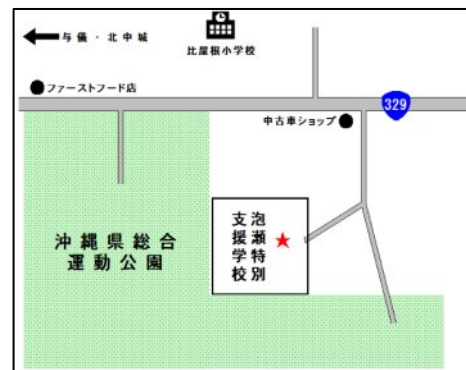 与儀・北中城
比屋根小学校
ファーストフード店
329
中古車ショップ
泡瀬特別
支援学校
沖縄県総合
運動公園